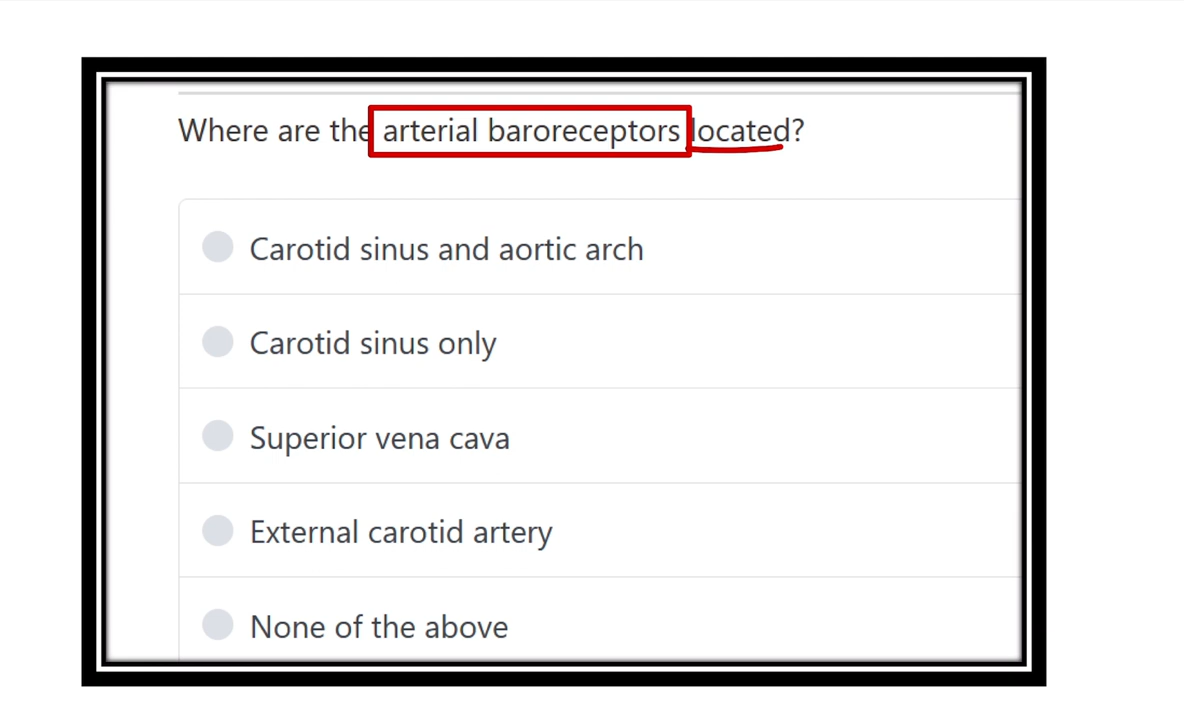 Where are the arterial baroreceptors located?
Carotid sinus and aortic arch
Carotid sinus only
Superior vena cava
External carotid artery
None of the above